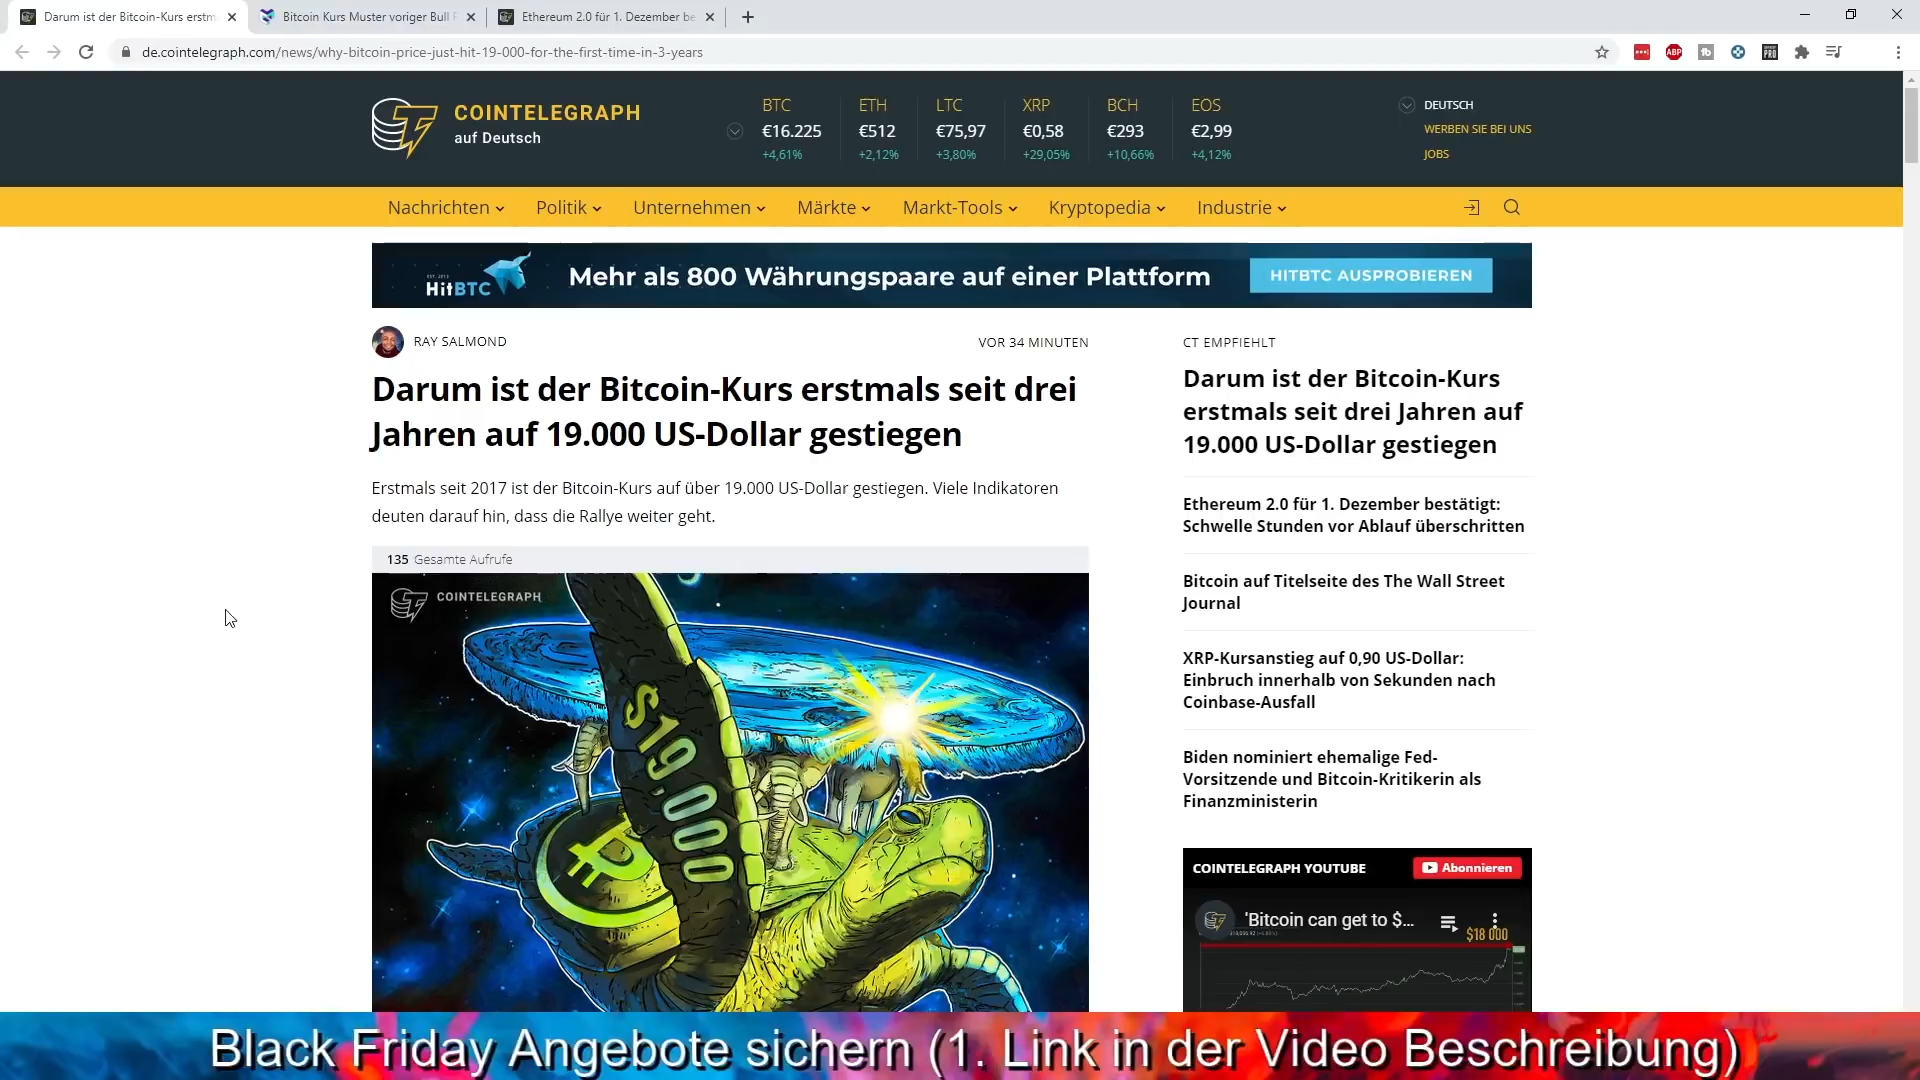 Darum ist der Bitcoin-Kurs erstm
Bitcoin Kurs Muster voriger Bull
Ethereum 2.0 für 1. Dezember be
de.cointelegraph.com/news/why-bitcoin-price-just-hit-19-000-for-the-first-time-in-3-years
ABP
PRO
COINTELEGRAPH
auf Deutsch
BTC ETH LTC XRP BCH EOS
€16.225 €512 €75,97 €0,58 €293 €2,99
+4,61% +2,12% +3,80% +29,05% +10,66% +4,12%
DEUTSCH
WERBEN SIE BEI UNS
JOBS
Nachrichten Politik Unternehmen Märkte Markt-Tools Kryptopedia Industrie
HitBTC
Mehr als 800 Währungspaare auf einer Plattform
HITBTC AUSPROBIEREN
RAY SALMOND
VOR 34 MINUTEN
Darum ist der Bitcoin-Kurs erstmals seit drei
Jahren auf 19.000 US-Dollar gestiegen
Erstmals seit 2017 ist der Bitcoin-Kurs auf über 19.000 US-Dollar gestiegen. Viele Indikatoren
deuten darauf hin, dass die Rallye weiter geht.
135 Gesamte Aufrufe
COINTELEGRAPH
$19,000
CT EMPFIEHLT
Darum ist der Bitcoin-Kurs
erstmals seit drei Jahren auf
19.000 US-Dollar gestiegen
Ethereum 2.0 für 1. Dezember bestätigt:
Schwelle Stunden vor Ablauf überschritten
Bitcoin auf Titelseite des The Wall Street
Journal
XRP-Kursanstieg auf 0,90 US-Dollar:
Einbruch innerhalb von Sekunden nach
Coinbase-Ausfall
Biden nominiert ehemalige Fed-
Vorsitzende und Bitcoin-Kritikerin als
Finanzministerin
COINTELEGRAPH YOUTUBE
Abonnieren
'Bitcoin can get to $...
$18 000
Black Friday Angebote sichern (1. Link in der Video Beschreibung)